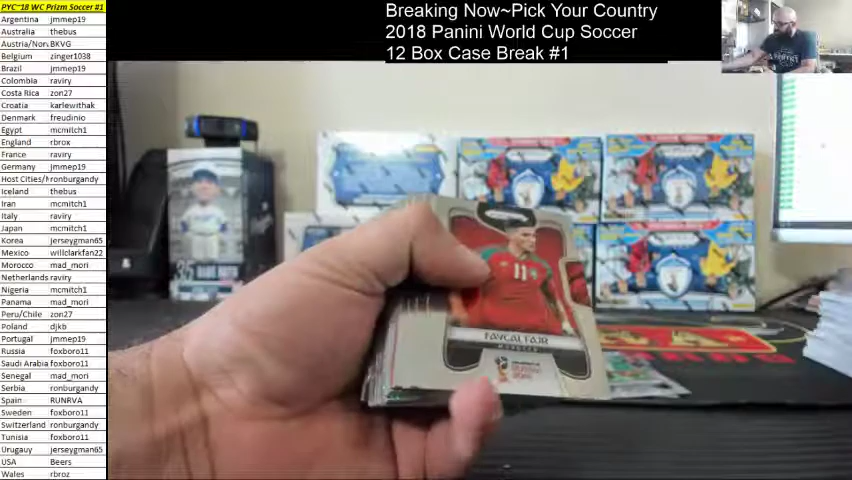 PYC~18 WC Prizm Soccer #1
Argentina jmmep19
Australia thebus
Austria/Nor BKVG
Belgium zinger1038
Brazil jmmep19
Colombia raviry
Costa Rica zon27
Croatia karlewithak
Denmark freudinio
Egypt mcmitch1
England rbrox
France raviry
Germany jmmep19
Host Cities/ ronburgandy
Iceland thebus
Iran mcmitch1
Italy raviry
Japan mcmitch1
Korea jerseygman65
Mexico willclarkfan22
Morocco mad_mori
Netherlands raviry
Nigeria mcmitch1
Panama mad_mori
Peru/Chile zon27
Poland djkb
Portugal jmmep19
Russia foxboro11
Saudi Arabia foxboro11
Senegal mad_mori
Serbia ronburgandy
Spain RUNRVA
Sweden foxboro11
Switzerland ronburgandy
Tunisia foxboro11
Urugauy jerseygman65
USA Beers
Wales rbroz
Breaking Now~Pick Your Country
2018 Panini World Cup Soccer
12 Box Case Break #1
FAYCAL FAJR
MOROCCO
11